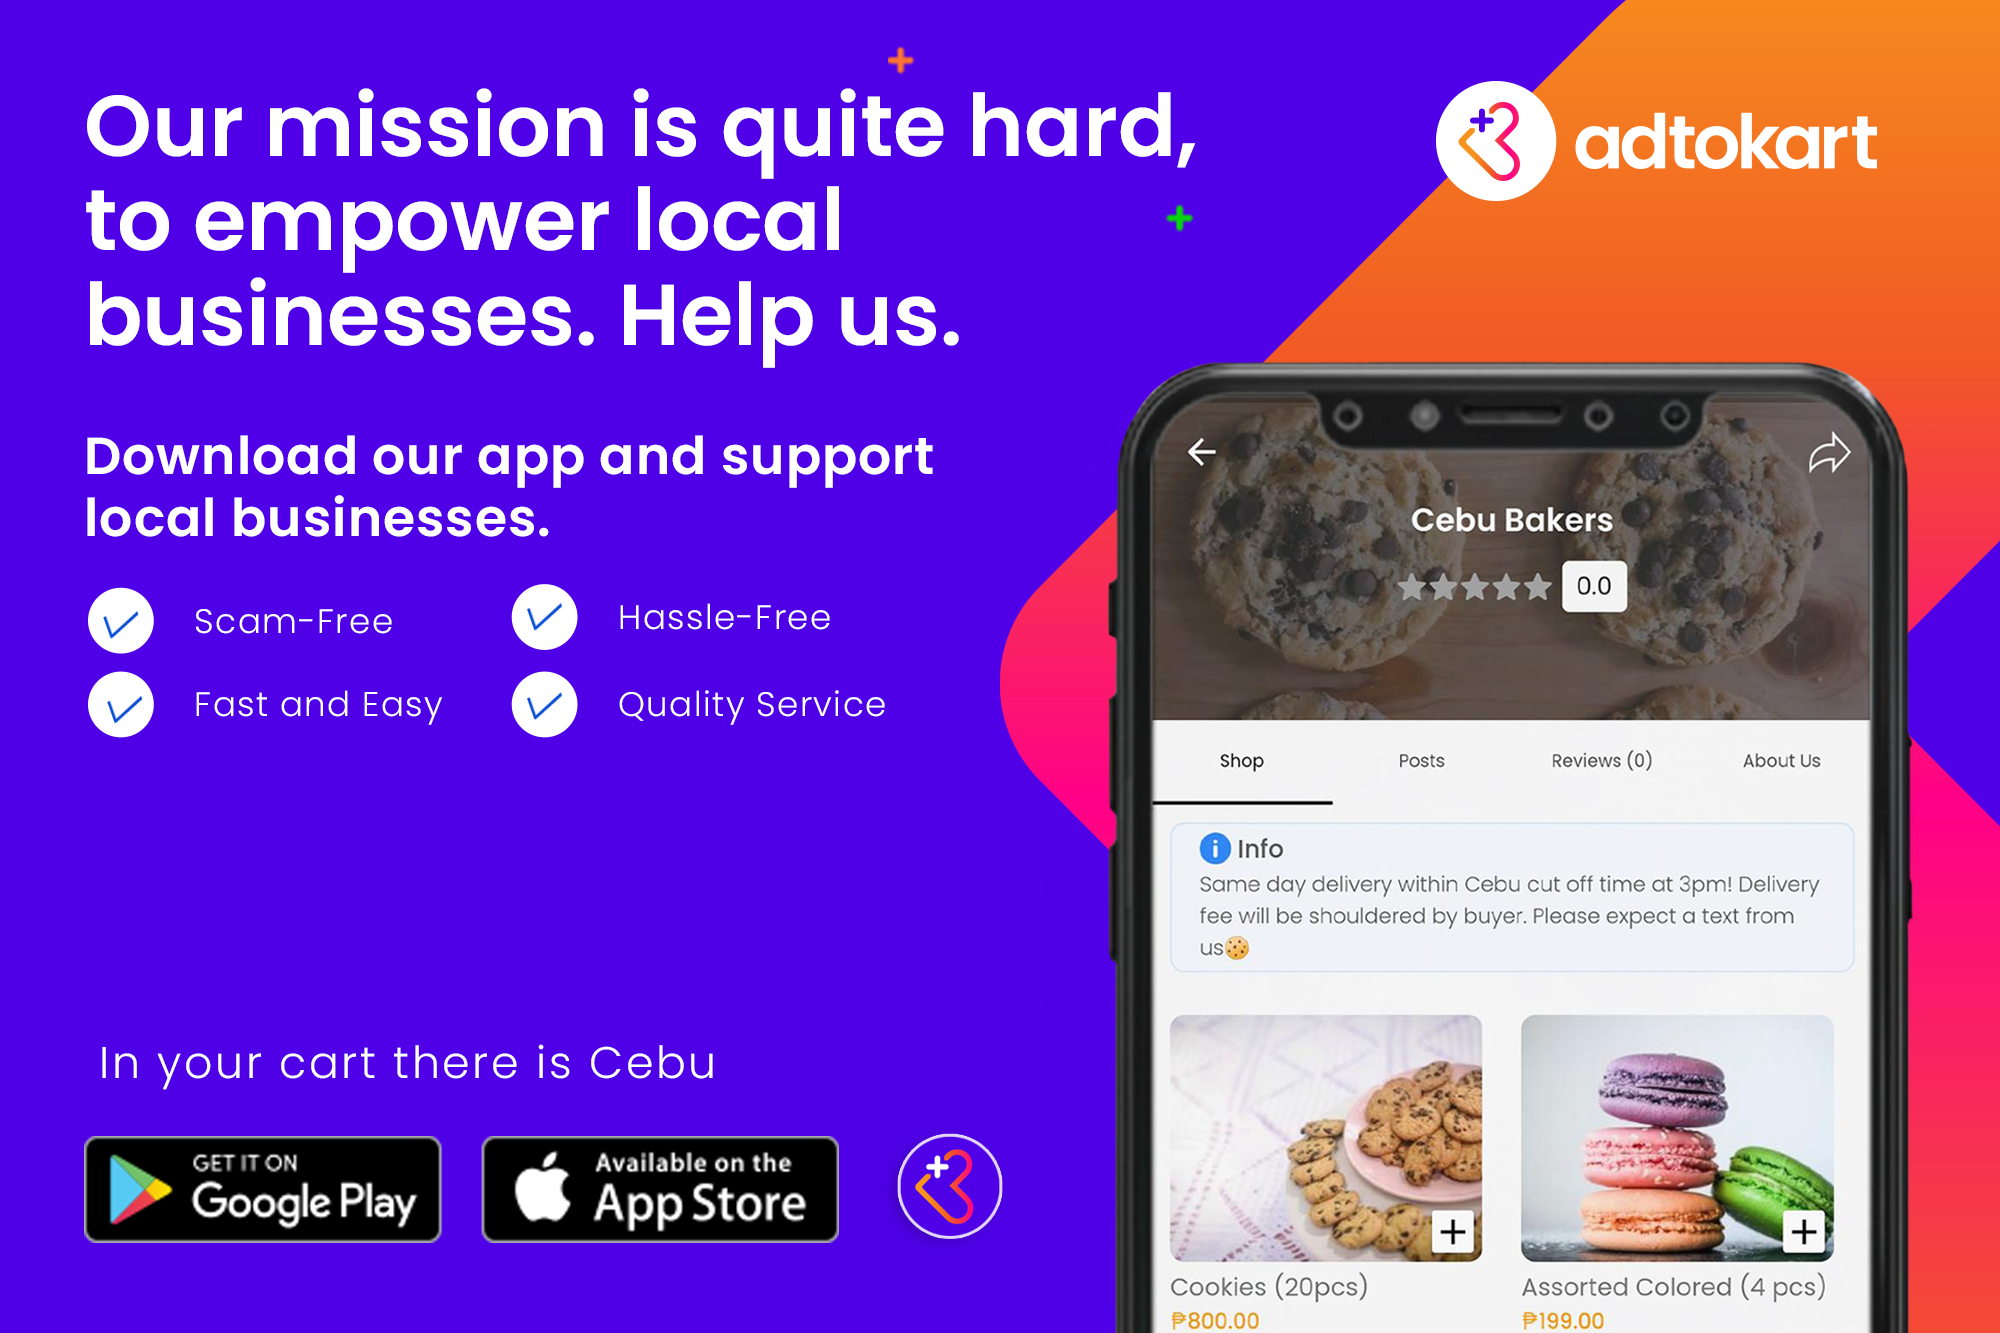 Our mission is quite hard,
to empower local
businesses. Help us.
adtokart
Download our app and support
local businesses.
Scam-Free
Hassle-Free
Fast and Easy
Quality Service
In your cart there is Cebu
GET IT ON
Google Play
Available on the
App Store
Cebu Bakers
0.0
Shop
Posts
Reviews (0)
About Us
Info
Same day delivery within Cebu cut off time at 3pm! Delivery
fee will be shouldered by buyer. Please expect a text from
us🍪
Cookies (20pcs)
₱800.00
Assorted Colored (4 pcs)
₱199.00